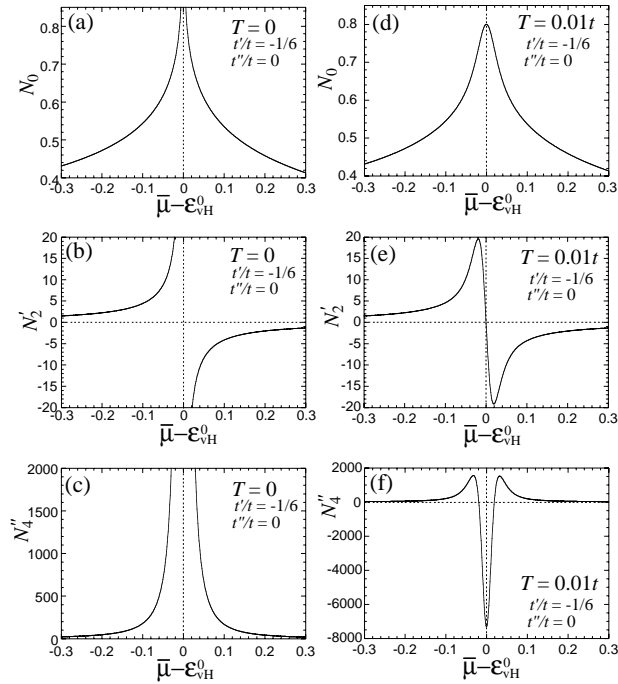 (a)
T = 0
t'/t = -1/6
t''/t = 0
N₀
0.8
0.7
0.6
0.5
0.4
-0.3 -0.2 -0.1 0 0.1 0.2 0.3
μ̄−ε⁰vH
(d)
T = 0.01t
t'/t = -1/6
t''/t = 0
N₀
0.8
0.7
0.6
0.5
0.4
-0.3 -0.2 -0.1 0 0.1 0.2 0.3
μ̄−ε⁰vH
(b)
T = 0
t'/t = -1/6
t''/t = 0
N₂'
20
15
10
5
0
-5
-10
-15
-20
-0.3 -0.2 -0.1 0 0.1 0.2 0.3
μ̄−ε⁰vH
(e)
T = 0.01t
t'/t = -1/6
t''/t = 0
N₂'
20
15
10
5
0
-5
-10
-15
-20
-0.3 -0.2 -0.1 0 0.1 0.2 0.3
μ̄−ε⁰vH
(c)
T = 0
t'/t = -1/6
t''/t = 0
N₄''
2000
1500
1000
500
0
-0.3 -0.2 -0.1 0 0.1 0.2 0.3
μ̄−ε⁰vH
(f)
T = 0.01t
t'/t = -1/6
t''/t = 0
N₄''
2000
0
-2000
-4000
-6000
-8000
-0.3 -0.2 -0.1 0 0.1 0.2 0.3
μ̄−ε⁰vH